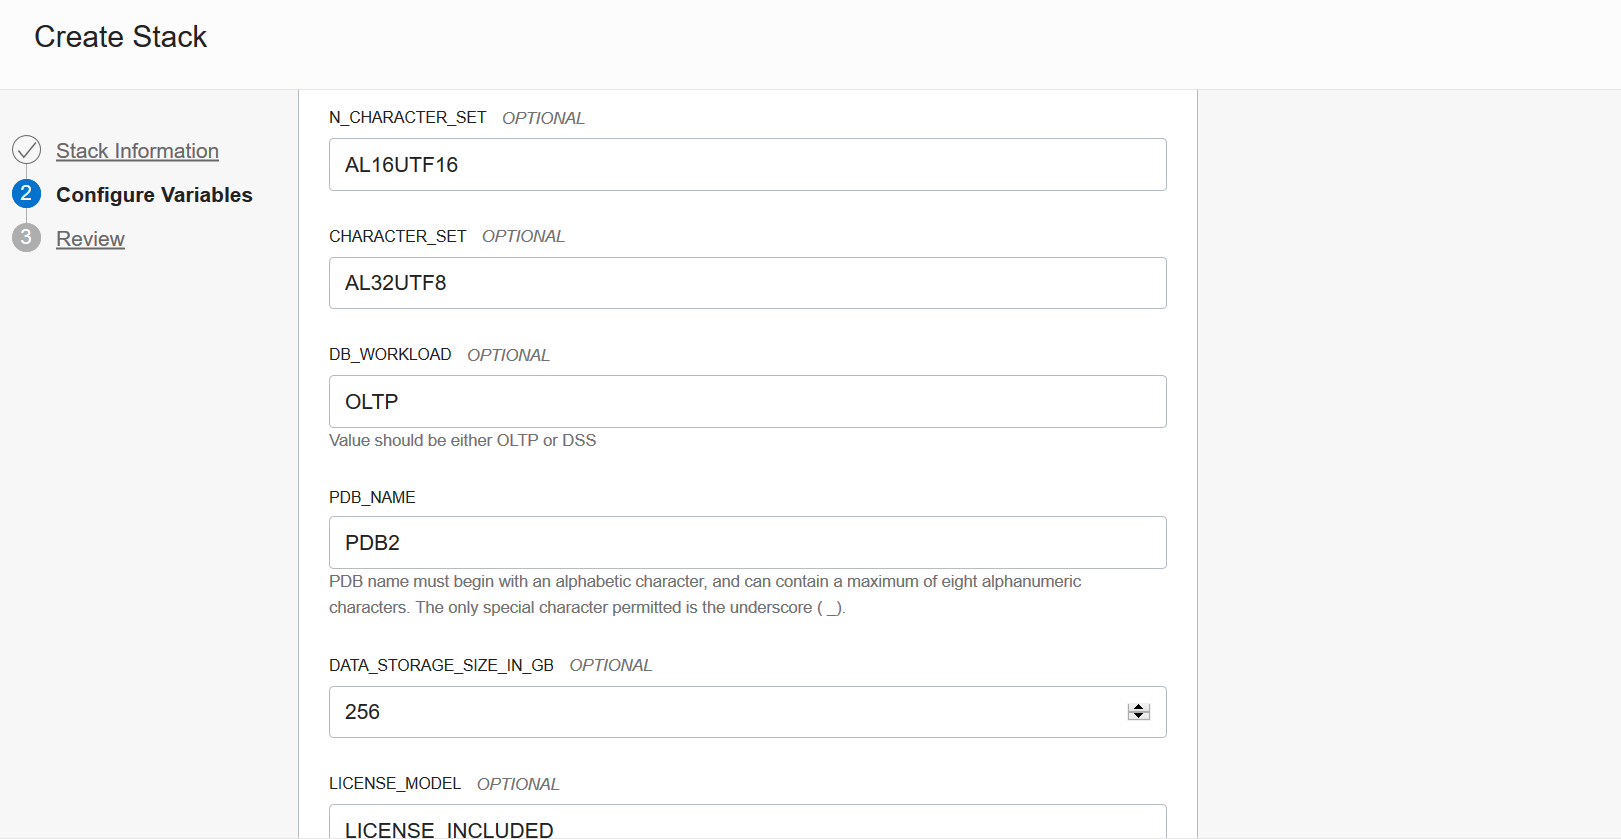 Create Stack
Stack Information
2 Configure Variables
3 Review
N_CHARACTER_SET OPTIONAL
AL16UTF16
CHARACTER_SET OPTIONAL
AL32UTF8
DB_WORKLOAD OPTIONAL
OLTP
Value should be either OLTP or DSS
PDB_NAME
PDB2
PDB name must begin with an alphabetic character, and can contain a maximum of eight alphanumeric
characters. The only special character permitted is the underscore ( _).
DATA_STORAGE_SIZE_IN_GB OPTIONAL
256
LICENSE_MODEL OPTIONAL
LICENSE_INCLUDED